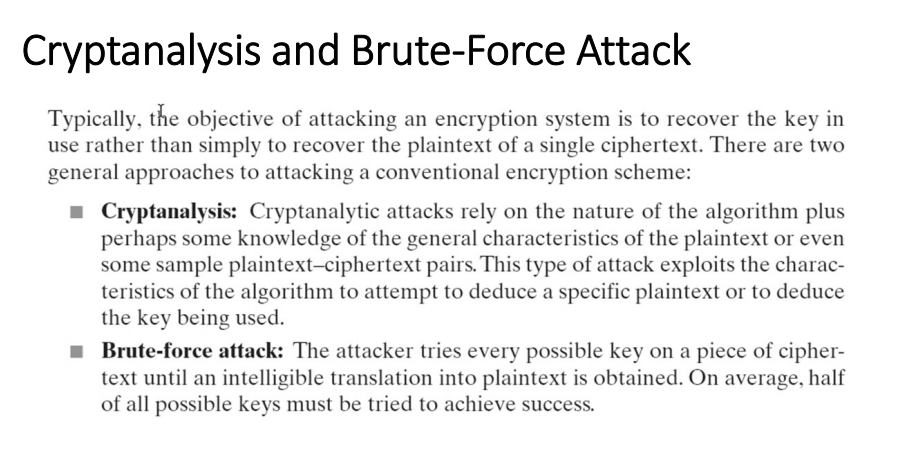 Cryptanalysis and Brute-Force Attack
Typically, the objective of attacking an encryption system is to recover the key in
use rather than simply to recover the plaintext of a single ciphertext. There are two
general approaches to attacking a conventional encryption scheme:
■ Cryptanalysis: Cryptanalytic attacks rely on the nature of the algorithm plus
perhaps some knowledge of the general characteristics of the plaintext or even
some sample plaintext–ciphertext pairs. This type of attack exploits the charac-
teristics of the algorithm to attempt to deduce a specific plaintext or to deduce
the key being used.
■ Brute-force attack: The attacker tries every possible key on a piece of cipher-
text until an intelligible translation into plaintext is obtained. On average, half
of all possible keys must be tried to achieve success.